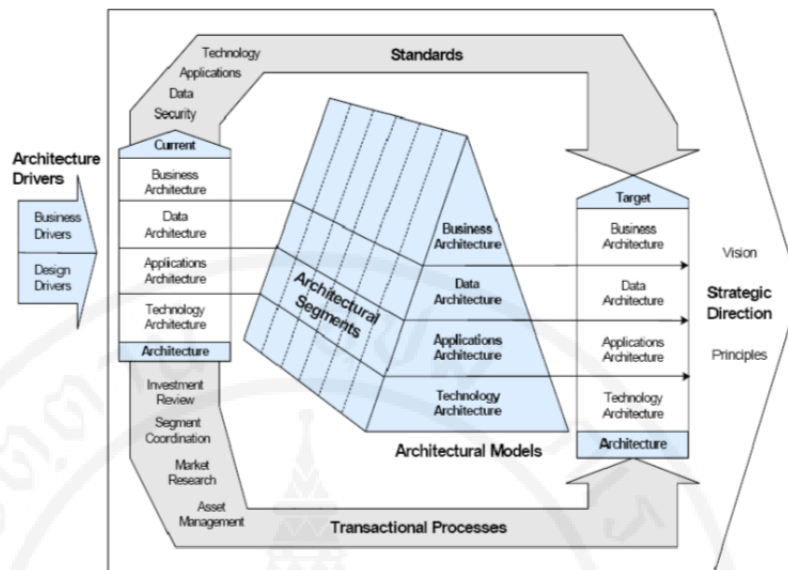 Technology
Applications
Data
Security
Standards
Architecture
Drivers
Business
Drivers
Design
Drivers
Current
Business
Architecture
Data
Architecture
Applications
Architecture
Technology
Architecture
Architecture
Architectural
Segments
Business
Architecture
Data
Architecture
Applications
Architecture
Technology
Architecture
Architectural Models
Target
Business
Architecture
Data
Architecture
Applications
Architecture
Technology
Architecture
Architecture
Vision
Strategic
Direction
Principles
Investment
Review
Segment
Coordination
Market
Research
Asset
Management
Transactional Processes